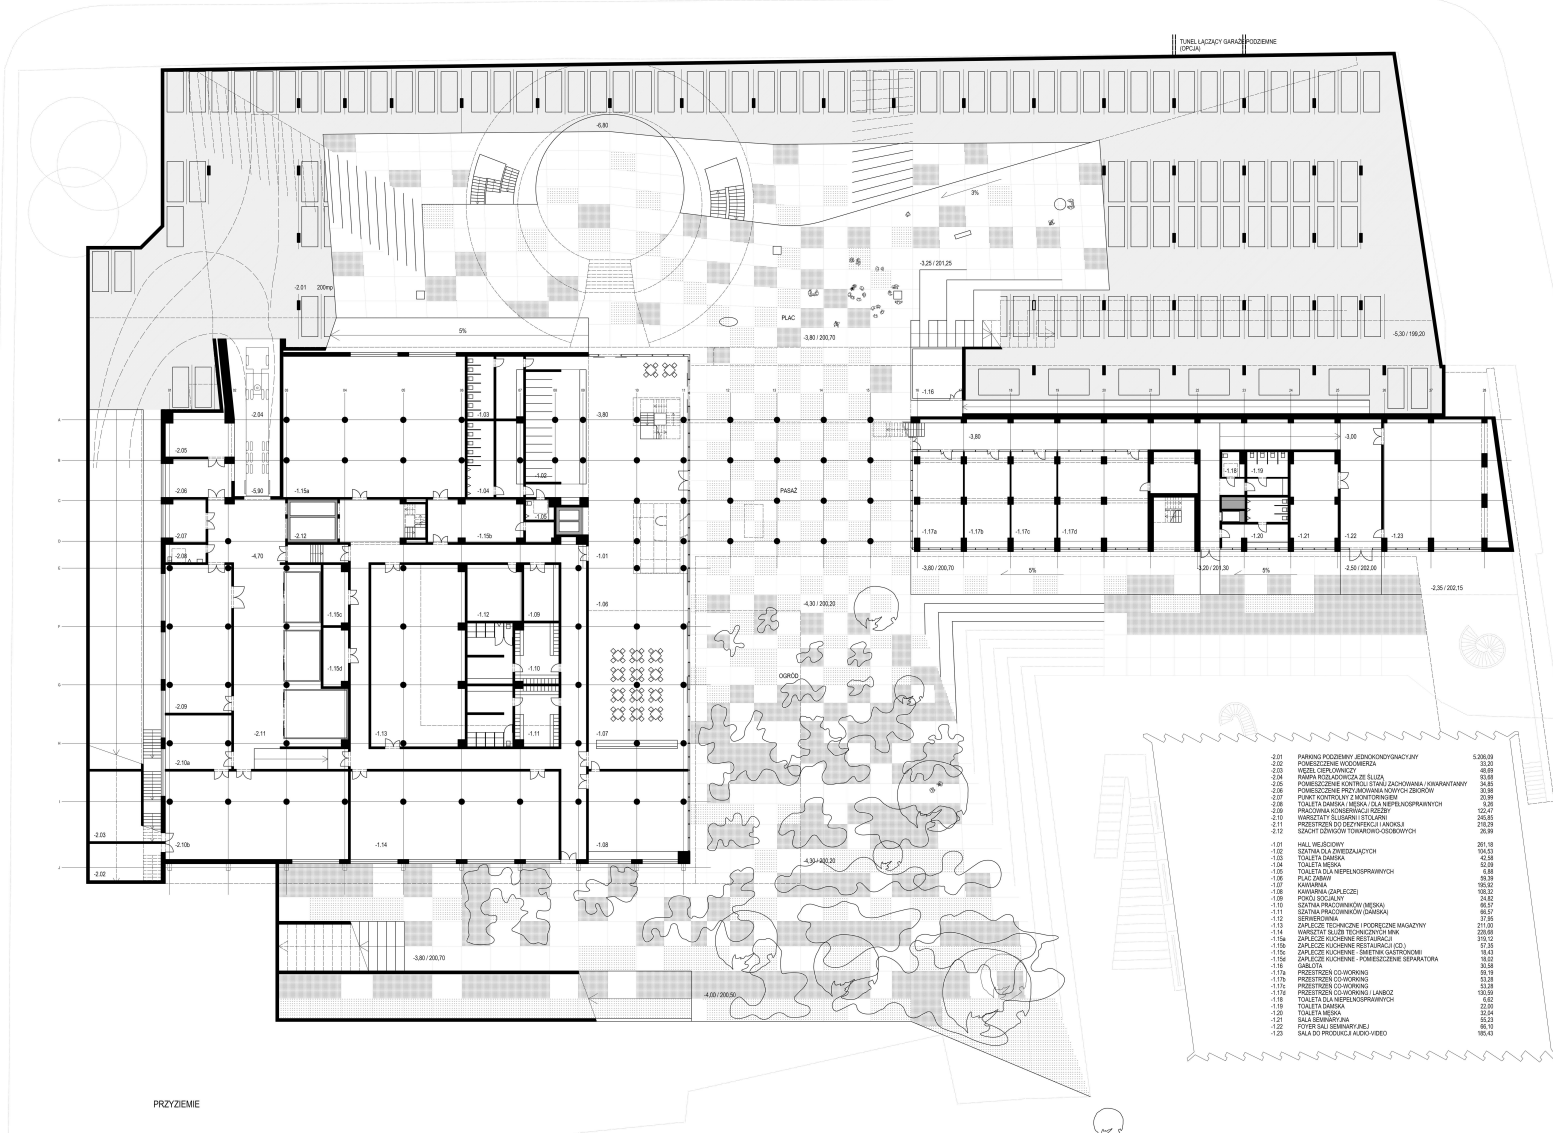 TUNEL ŁĄCZĄCY GARAŻE PODZIEMNE
(OPCJA)
-6,80
3%
-3,25 / 201,25
-2.01 200mp
PLAC
5%
-3,80 / 200,70
-5,30 / 199,20
-1.16
-2.04
-1.03
-3,80
-3,80
-3,00
-2.05
-2.06
-5,90
-1.15a
-1.04
-1.02
PASAŻ
-1.18
-1.19
-1.05
-2.07
-2.12
-1.15b
-1.17a
-1.17b
-1.17c
-1.17d
-1.20
-1.21
-1.22
-1.23
-2.08
-4,70
-1.01
-3,80 / 200,70
5%
-3,20 / 201,30
5%
-2,50 / 202,00
-2,35 / 202,15
-1.15c
-1.12
-1.09
-1.06
-4,30 / 200,20
-1.15d
-1.10
OGRÓD
-2.09
-2.11
-1.13
-1.11
-1.07
-2.10a
-2.03
-2.10b
-1.14
-1.08
-4,30 / 200,20
-2.02
-3,80 / 200,70
-4,00 / 200,50
PRZYZIEMIE
-2.01 PARKING PODZIEMNY JEDNOKONDYGNACYJNY 5.206,09
-2.02 POMIESZCZENIE WODOMIERZA 33,20
-2.03 WĘZEŁ CIEPŁOWNICZY 48,69
-2.04 RAMPA ROZŁADOWCZA ZE ŚLUZĄ 93,68
-2.05 POMIESZCZENIE KONTROLI STANU ZACHOWANIA / KWARANTANNY 34,85
-2.06 POMIESZCZENIE PRZYJMOWANIA NOWYCH ZBIORÓW 30,98
-2.07 PUNKT KONTROLNY Z MONITORINGIEM 20,99
-2.08 TOALETA DAMSKA / MĘSKA / DLA NIEPEŁNOSPRAWNYCH 9,26
-2.09 PRACOWNIA KONSERWACJI RZEŹBY 122,47
-2.10 WARSZTATY ŚLUSARNI I STOLARNI 245,85
-2.11 PRZESTRZEŃ DO DEZYNFEKCJI I ANOKSJI 218,29
-2.12 SZACHT DŹWIGÓW TOWAROWO-OSOBOWYCH 26,99
-1.01 HALL WEJŚCIOWY 261,18
-1.02 SZATNIA DLA ZWIEDZAJĄCYCH 104,53
-1.03 TOALETA DAMSKA 42,58
-1.04 TOALETA MĘSKA 52,09
-1.05 TOALETA DLA NIEPEŁNOSPRAWNYCH 6,88
-1.06 PLAC ZABAW 59,39
-1.07 KAWIARNIA 195,92
-1.08 KAWIARNIA (ZAPLECZE) 108,32
-1.09 POKÓJ SOCJALNY 24,82
-1.10 SZATNIA PRACOWNIKÓW (MĘSKA) 66,57
-1.11 SZATNIA PRACOWNIKÓW (DAMSKA) 66,57
-1.12 SERWEROWNIA 37,95
-1.13 ZAPLECZE TECHNICZNE I PODRĘCZNE MAGAZYNY 211,00
-1.14 WARSZTAT SŁUŻB TECHNICZNYCH MNK 228,68
-1.15a ZAPLECZE KUCHENNE RESTAURACJI 319,12
-1.15b ZAPLECZE KUCHENNE RESTAURACJI (CD.) 57,35
-1.15c ZAPLECZE KUCHENNE - ŚMIETNIK GASTRONOMII 18,43
-1.15d ZAPLECZE KUCHENNE - POMIESZCZENIE SEPARATORA 18,02
-1.16 GABLOTA 30,58
-1.17a PRZESTRZEŃ CO-WORKING 59,19
-1.17b PRZESTRZEŃ CO-WORKING 53,28
-1.17c PRZESTRZEŃ CO-WORKING 53,28
-1.17d PRZESTRZEŃ CO-WORKING / LANBOZ 130,59
-1.18 TOALETA DLA NIEPEŁNOSPRAWNYCH 6,62
-1.19 TOALETA DAMSKA 22,00
-1.20 TOALETA MĘSKA 32,04
-1.21 SALA SEMINARYJNA 55,23
-1.22 FOYER SALI SEMINARYJNEJ 66,10
-1.23 SALA DO PRODUKCJI AUDIO-VIDEO 185,43